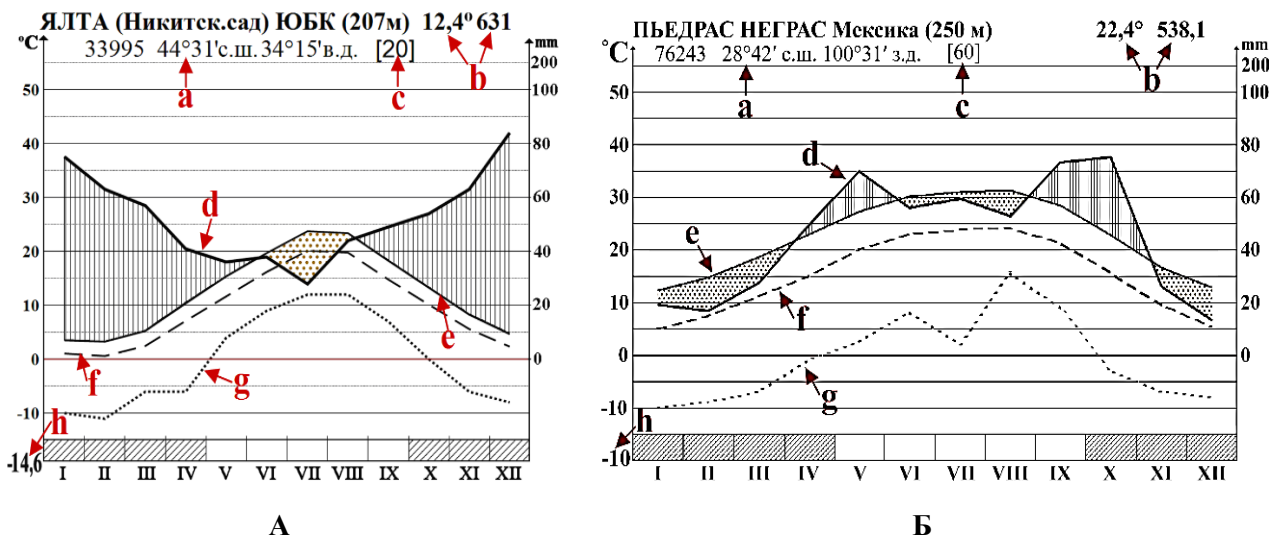 ЯЛТА (Никитск.сад) ЮБК (207м) 12,4º 631
°C 33995 44°31'с.ш. 34°15'в.д. [20] mm
200
50 100
40 80
30 60
20 40
10 20
0 0
-10
-14,6
I II III IV V VI VII VIII IX X XI XII
a b c d e f g h
А
ПЬЕДРАС НЕГРАС Мексика (250 м) 22,4° 538,1
°C 76243 28°42' с.ш. 100°31' з.д. [60] mm
200
50 100
40 80
30 60
20 40
10 20
0 0
-10
-10
I II III IV V VI VII VIII IX X XI XII
a b c d e f g h
Б